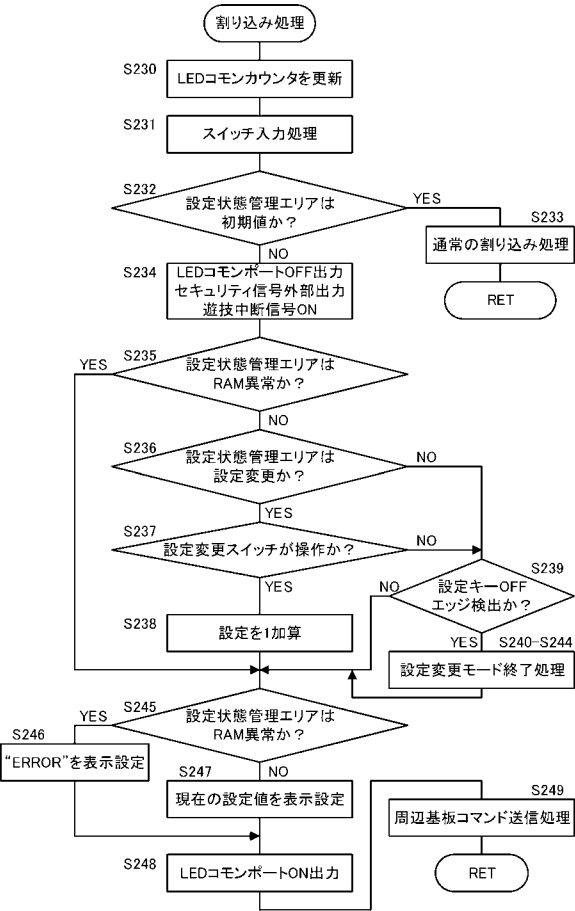 割り込み処理
S230
LEDコモンカウンタを更新
S231
スイッチ入力処理
S232
設定状態管理エリアは
初期値か？
YES
NO
S233
通常の割り込み処理
RET
S234
LEDコモンポートOFF出力
セキュリティ信号外部出力
遊技中断信号ON
S235
設定状態管理エリアは
RAM異常か？
YES
NO
S236
設定状態管理エリアは
設定変更か？
NO
YES
S237
設定変更スイッチが操作か？
NO
YES
S238
設定を1加算
S239
設定キーOFF
エッジ検出か？
NO
YES
S240-S244
設定変更モード終了処理
S245
設定状態管理エリアは
RAM異常か？
YES
NO
S246
“ERROR”を表示設定
S247
現在の設定値を表示設定
S248
LEDコモンポートON出力
S249
周辺基板コマンド送信処理
RET